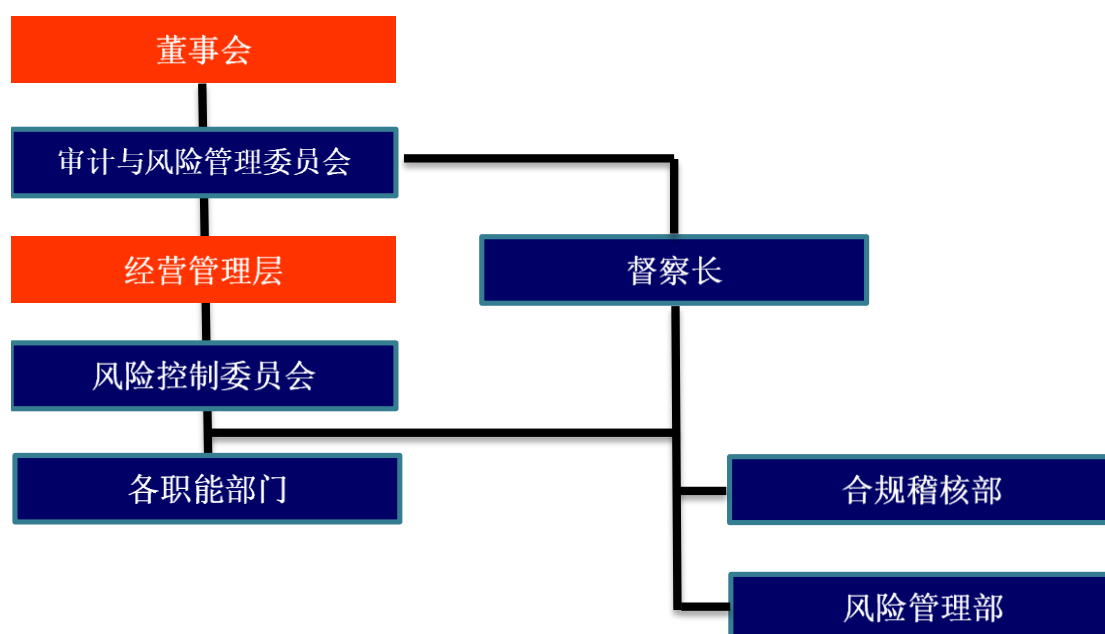 董事会
审计与风险管理委员会
经营管理层
督察长
风险控制委员会
各职能部门
合规稽核部
风险管理部